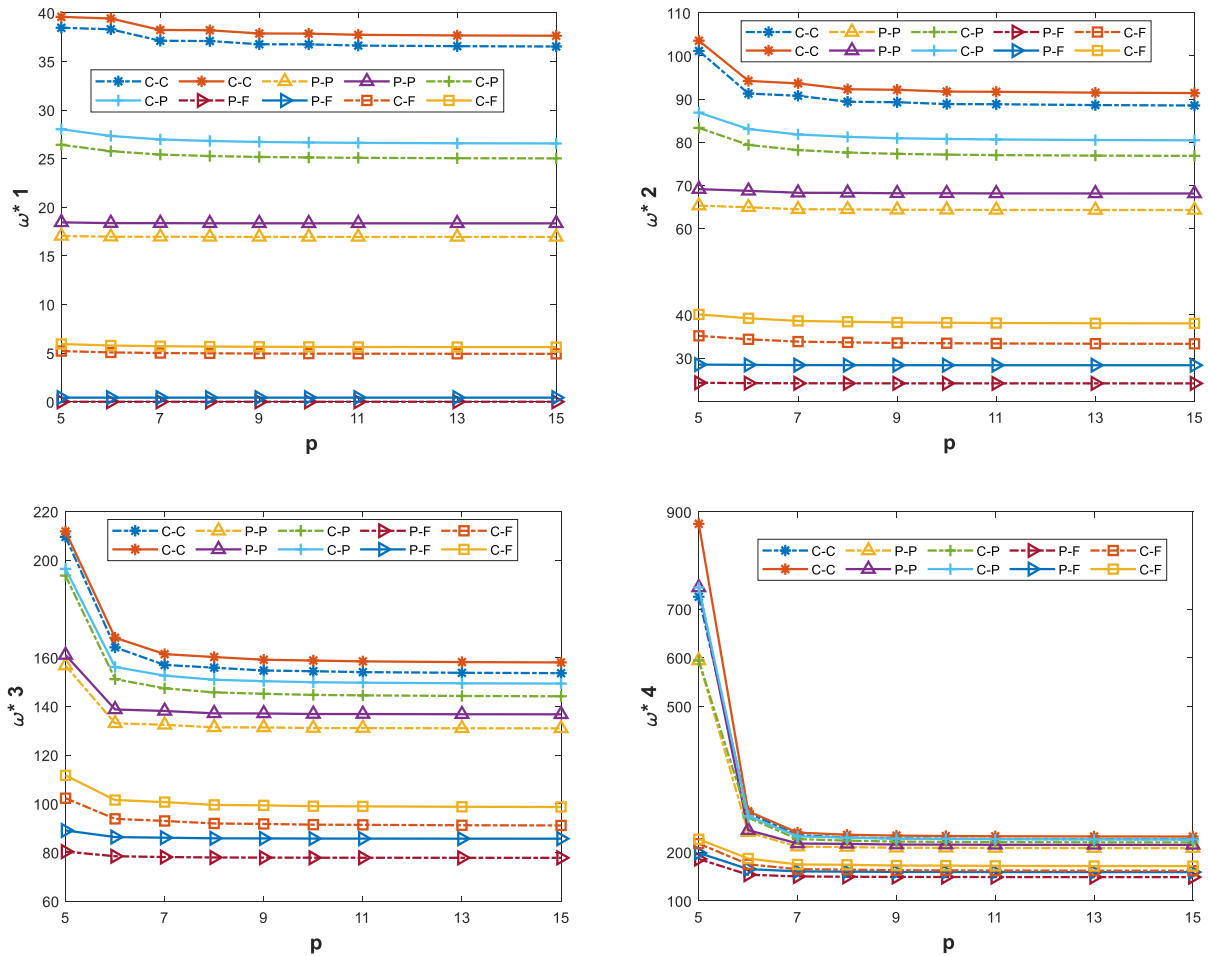 40
35
30
25
20
15
10
5
0
ω* 1
C-C C-C P-P P-P C-P
C-P P-F P-F C-F C-F
5 7 9 11 13 15
p
110
100
90
80
70
60
40
30
ω* 2
C-C P-P C-P P-F C-F
C-C P-P C-P P-F C-F
5 7 9 11 13 15
p
220
200
160
140
120
100
80
60
ω* 3
C-C P-P C-P P-F C-F
C-C P-P C-P P-F C-F
5 7 9 11 13 15
p
900
700
600
500
200
100
ω* 4
C-C P-P C-P P-F C-F
C-C P-P C-P P-F C-F
5 7 9 11 13 15
p